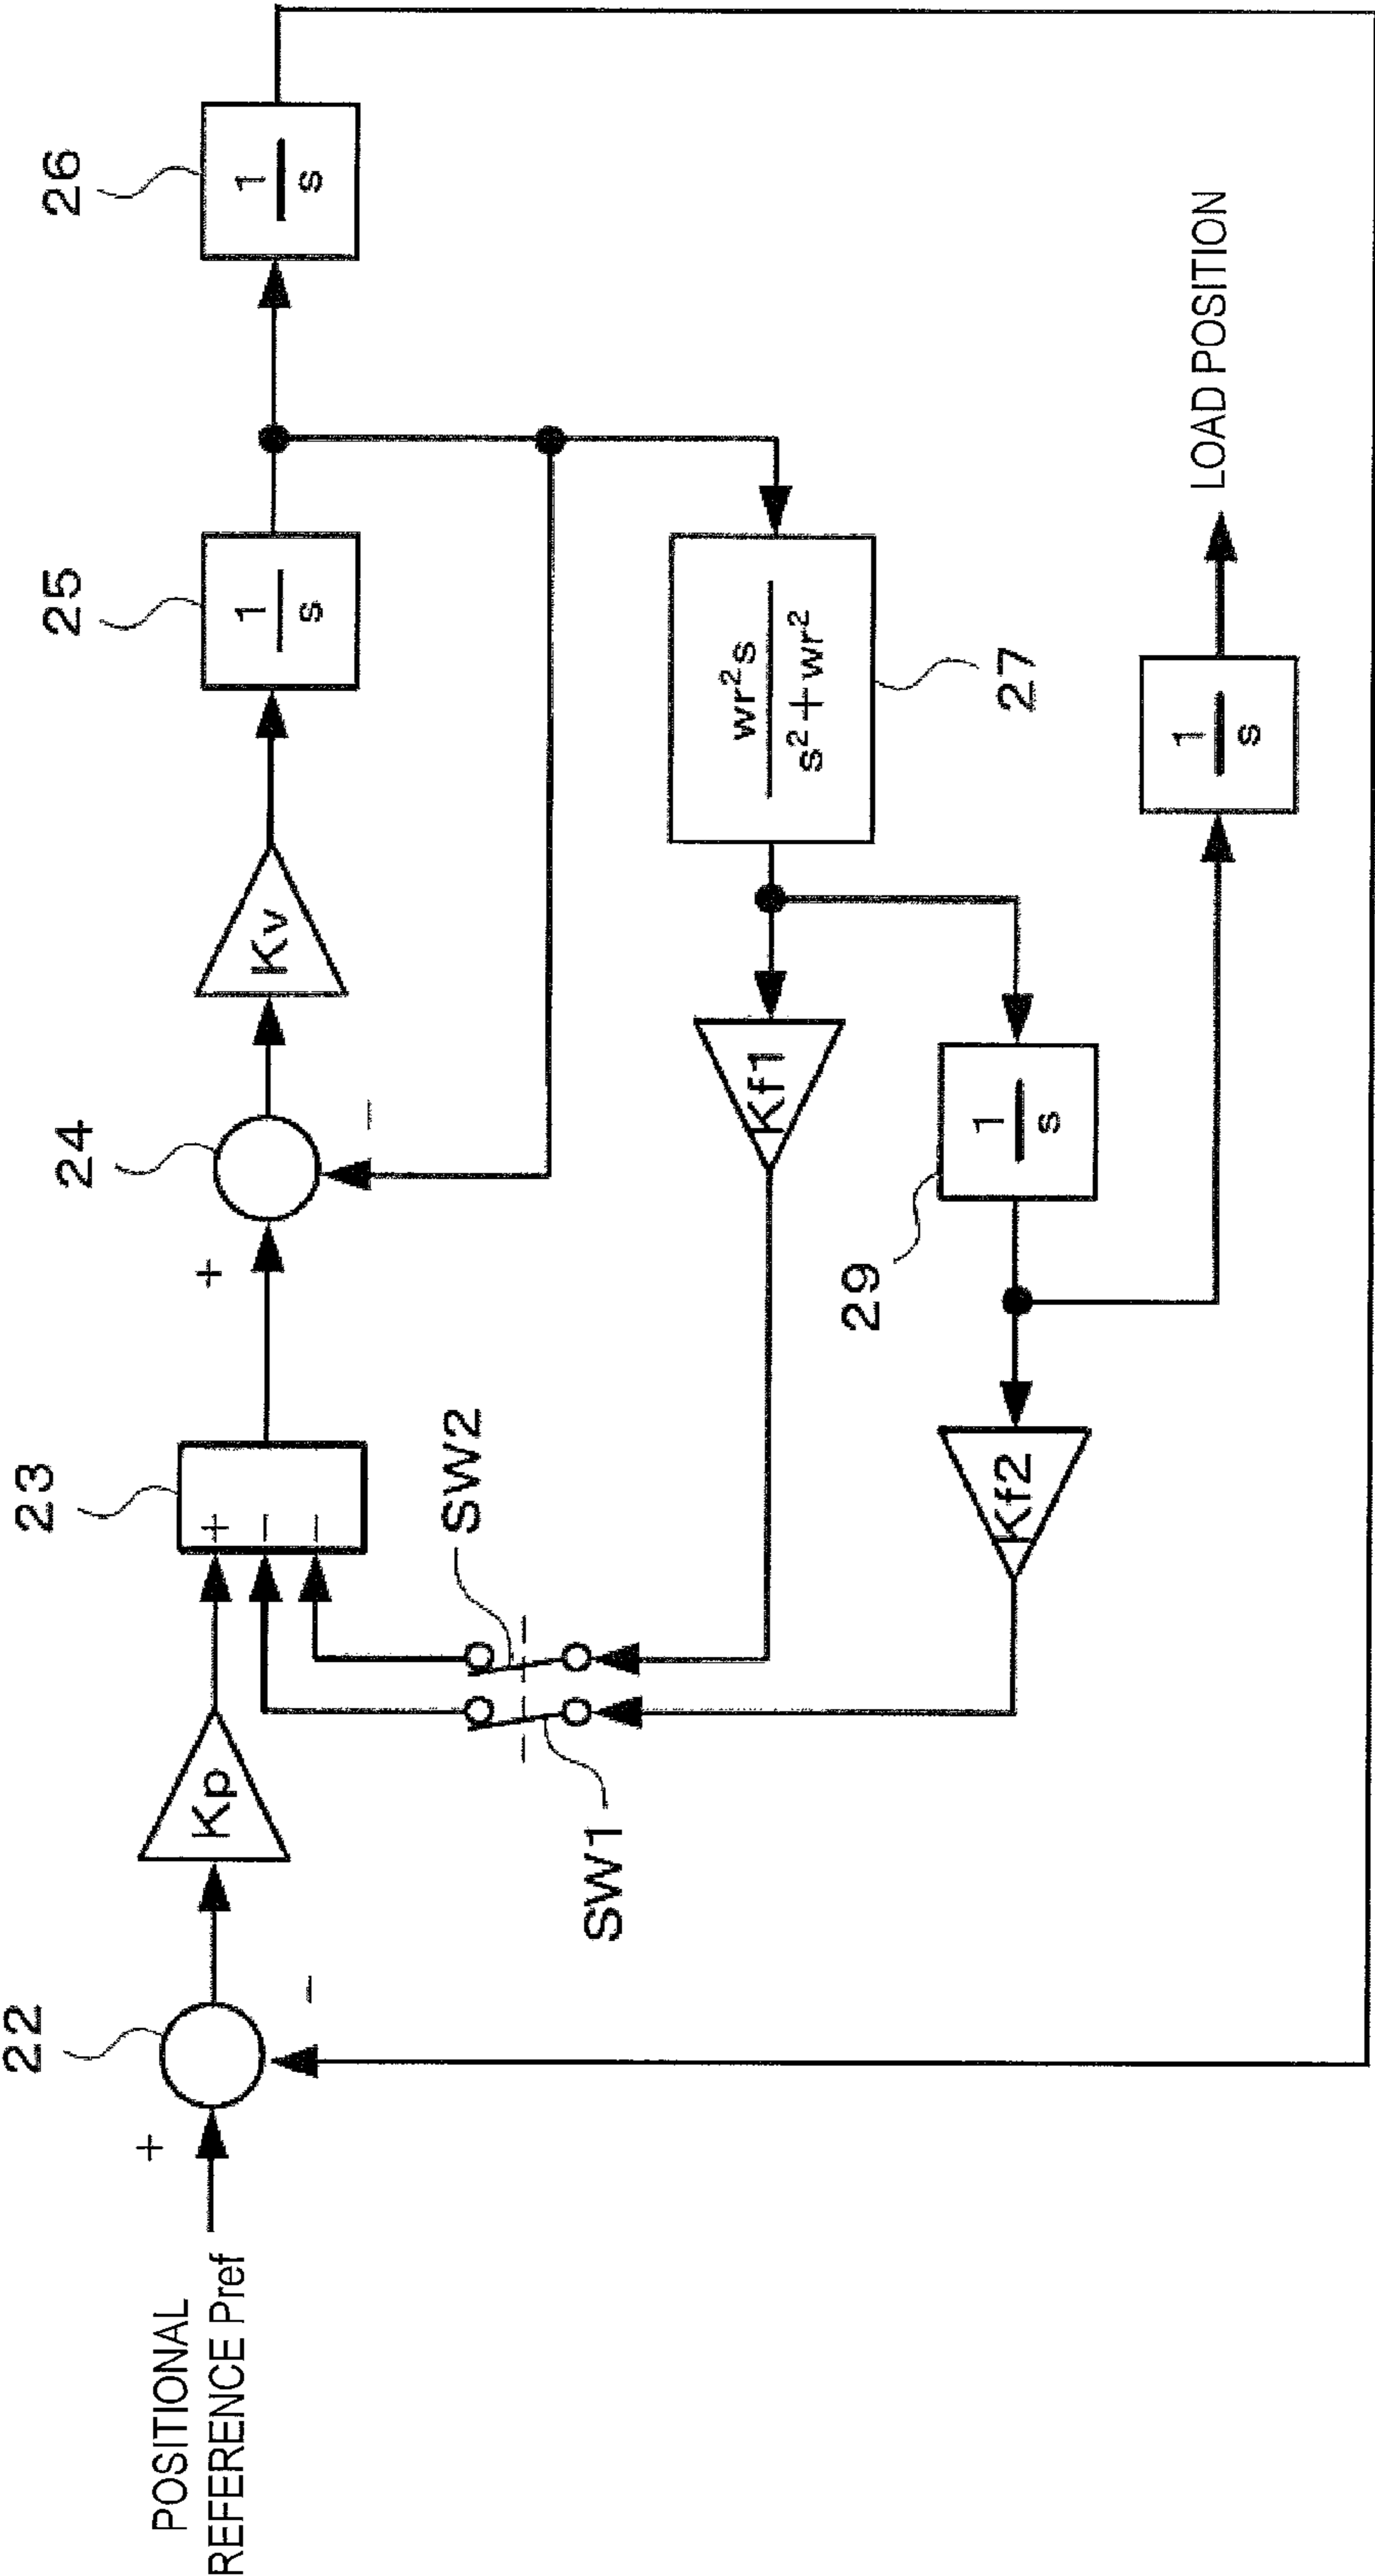 POSITIONAL
REFERENCE Pref
+
−
22
Kp
23
+
−
−
SW1
SW2
+
24
−
Kv
25
1
s
26
1
s
wr²s
s²+wr²
27
Kf1
29
1
s
Kf2
1
s
LOAD POSITION